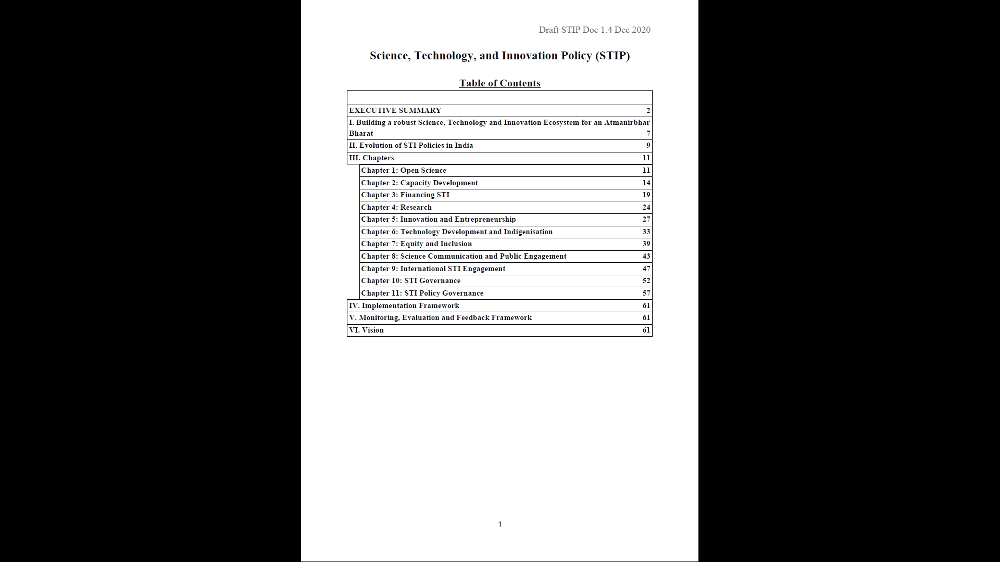 Draft STIP Doc 1.4 Dec 2020
Science, Technology, and Innovation Policy (STIP)
Table of Contents
EXECUTIVE SUMMARY 2
I. Building a robust Science, Technology and Innovation Ecosystem for an Atmanirbhar
Bharat 7
II. Evolution of STI Policies in India 9
III. Chapters 11
Chapter 1: Open Science 11
Chapter 2: Capacity Development 14
Chapter 3: Financing STI 19
Chapter 4: Research 24
Chapter 5: Innovation and Entrepreneurship 27
Chapter 6: Technology Development and Indigenisation 33
Chapter 7: Equity and Inclusion 39
Chapter 8: Science Communication and Public Engagement 43
Chapter 9: International STI Engagement 47
Chapter 10: STI Governance 52
Chapter 11: STI Policy Governance 57
IV. Implementation Framework 61
V. Monitoring, Evaluation and Feedback Framework 61
VI. Vision 61
1